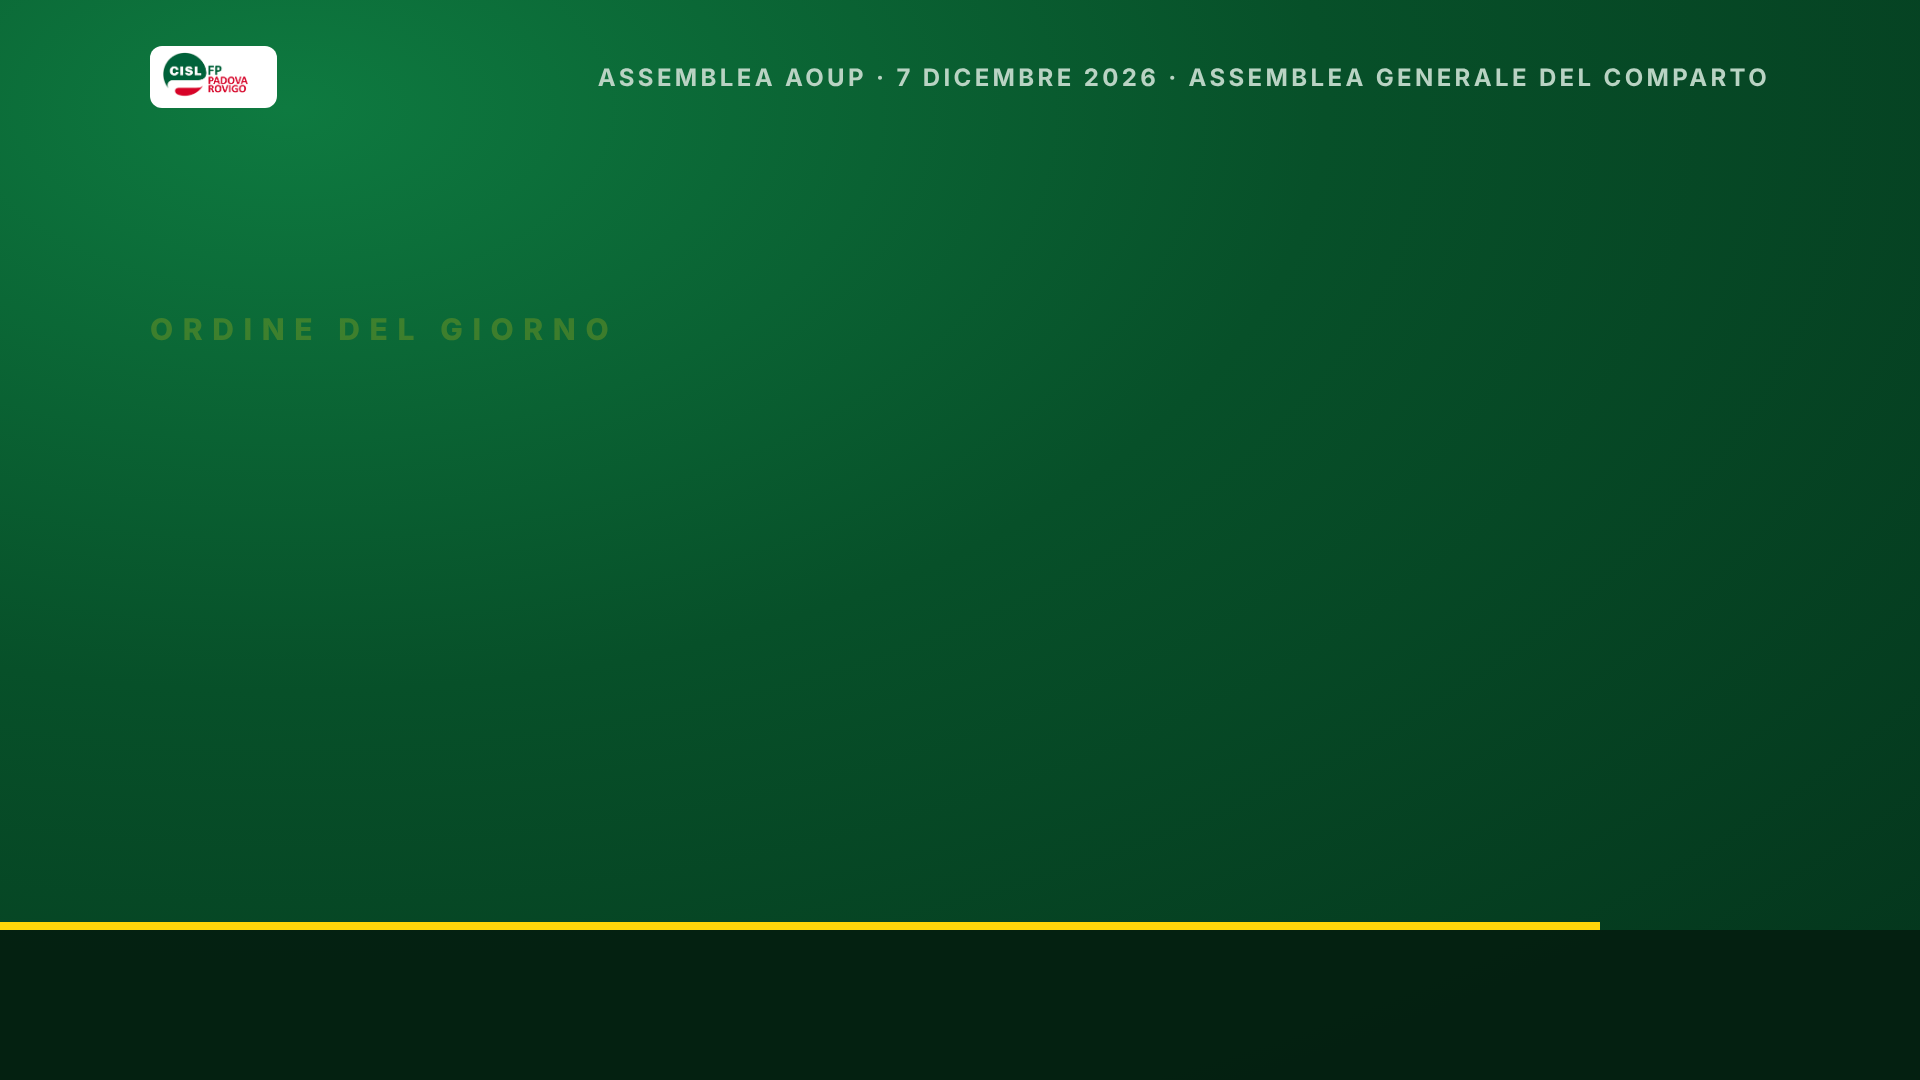 CISL FP
PADOVA
ROVIGO
ASSEMBLEA AOUP · 7 DICEMBRE 2026 · ASSEMBLEA GENERALE DEL COMPARTO
ORDINE DEL GIORNO